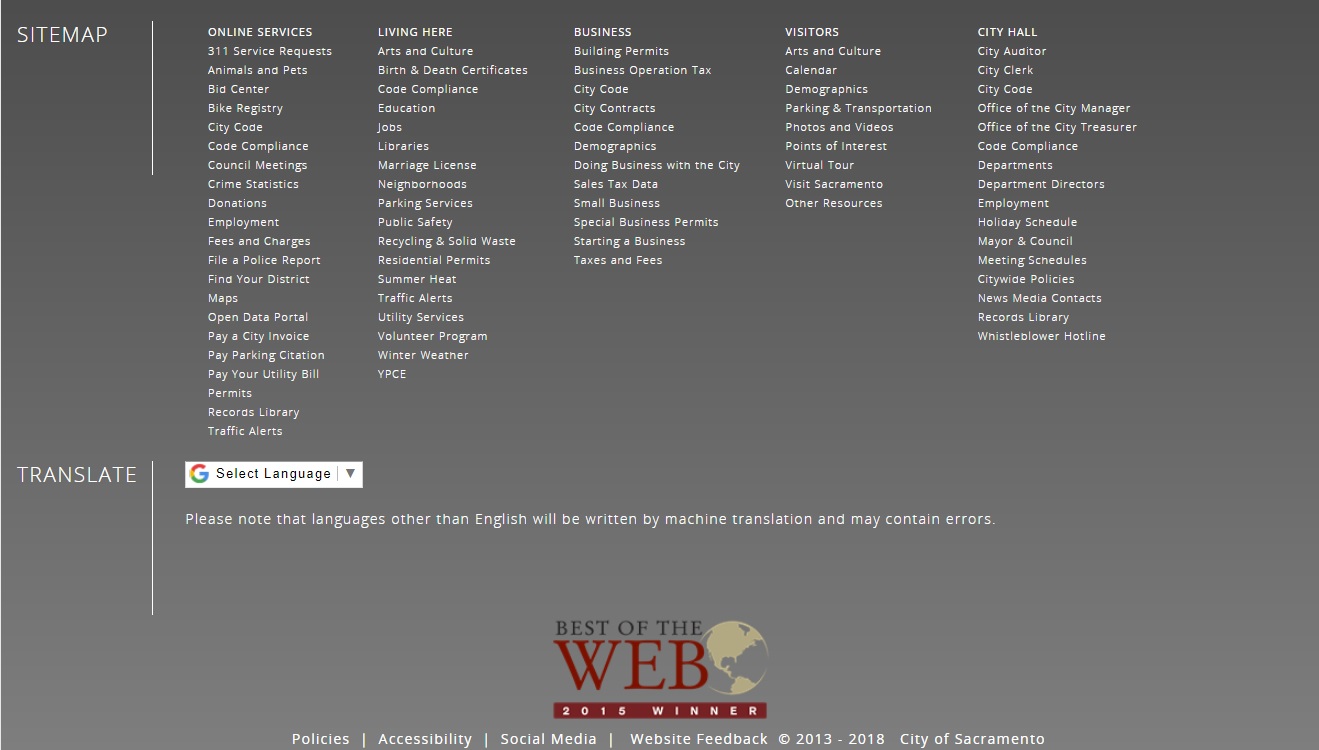 SITEMAP
ONLINE SERVICES
311 Service Requests
Animals and Pets
Bid Center
Bike Registry
City Code
Code Compliance
Council Meetings
Crime Statistics
Donations
Employment
Fees and Charges
File a Police Report
Find Your District
Maps
Open Data Portal
Pay a City Invoice
Pay Parking Citation
Pay Your Utility Bill
Permits
Records Library
Traffic Alerts
LIVING HERE
Arts and Culture
Birth & Death Certificates
Code Compliance
Education
Jobs
Libraries
Marriage License
Neighborhoods
Parking Services
Public Safety
Recycling & Solid Waste
Residential Permits
Summer Heat
Traffic Alerts
Utility Services
Volunteer Program
Winter Weather
YPCE
BUSINESS
Building Permits
Business Operation Tax
City Code
City Contracts
Code Compliance
Demographics
Doing Business with the City
Sales Tax Data
Small Business
Special Business Permits
Starting a Business
Taxes and Fees
VISITORS
Arts and Culture
Calendar
Demographics
Parking & Transportation
Photos and Videos
Points of Interest
Virtual Tour
Visit Sacramento
Other Resources
CITY HALL
City Auditor
City Clerk
City Code
Office of the City Manager
Office of the City Treasurer
Code Compliance
Departments
Department Directors
Employment
Holiday Schedule
Mayor & Council
Meeting Schedules
Citywide Policies
News Media Contacts
Records Library
Whistleblower Hotline
TRANSLATE
Select Language ▼
Please note that languages other than English will be written by machine translation and may contain errors.
BEST OF THE
WEB
2015 WINNER
Policies | Accessibility | Social Media | Website Feedback © 2013 - 2018 City of Sacramento